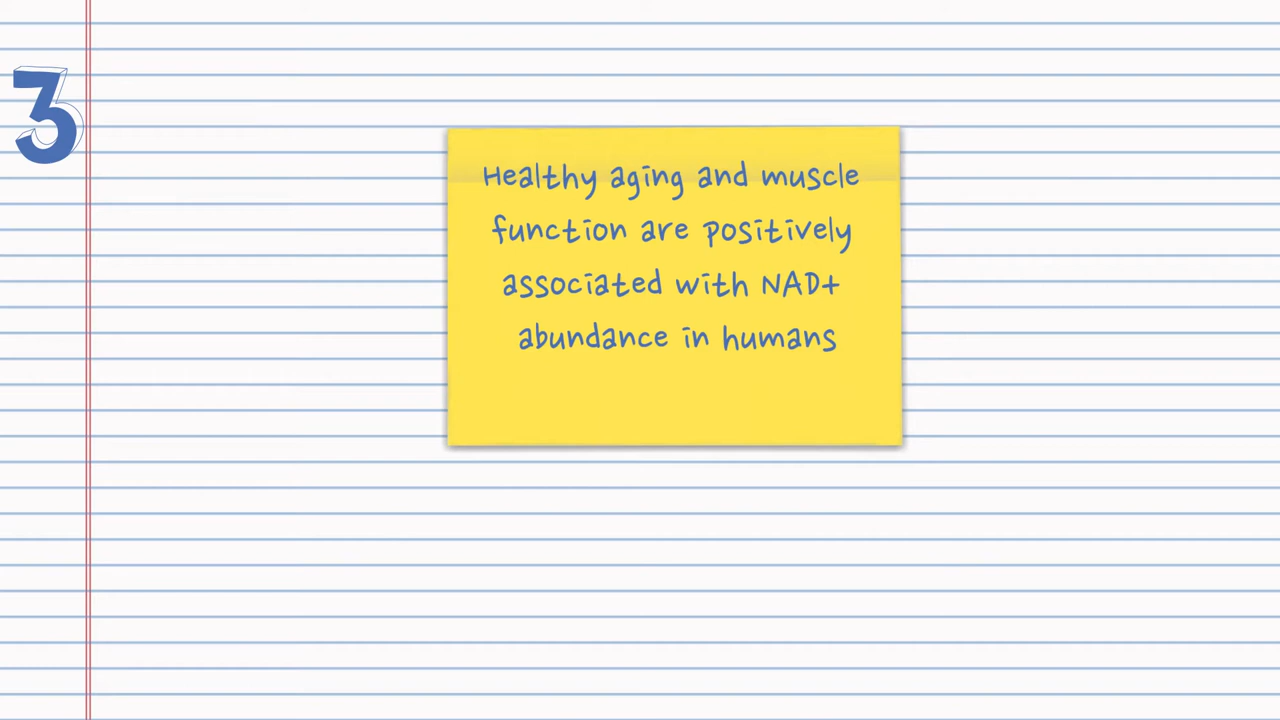 3
Healthy aging and muscle
function are positively
associated with NAD+
abundance in humans